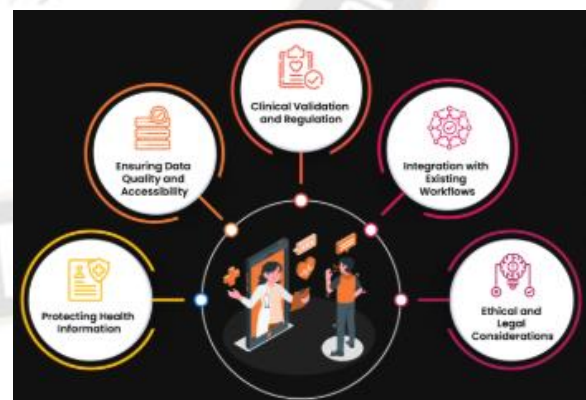 Clinical Validation
and Regulation
Ensuring Data
Quality and
Accessibility
Integration with
Existing
Workflows
Protecting Health
Information
Ethical and
Legal
Considerations